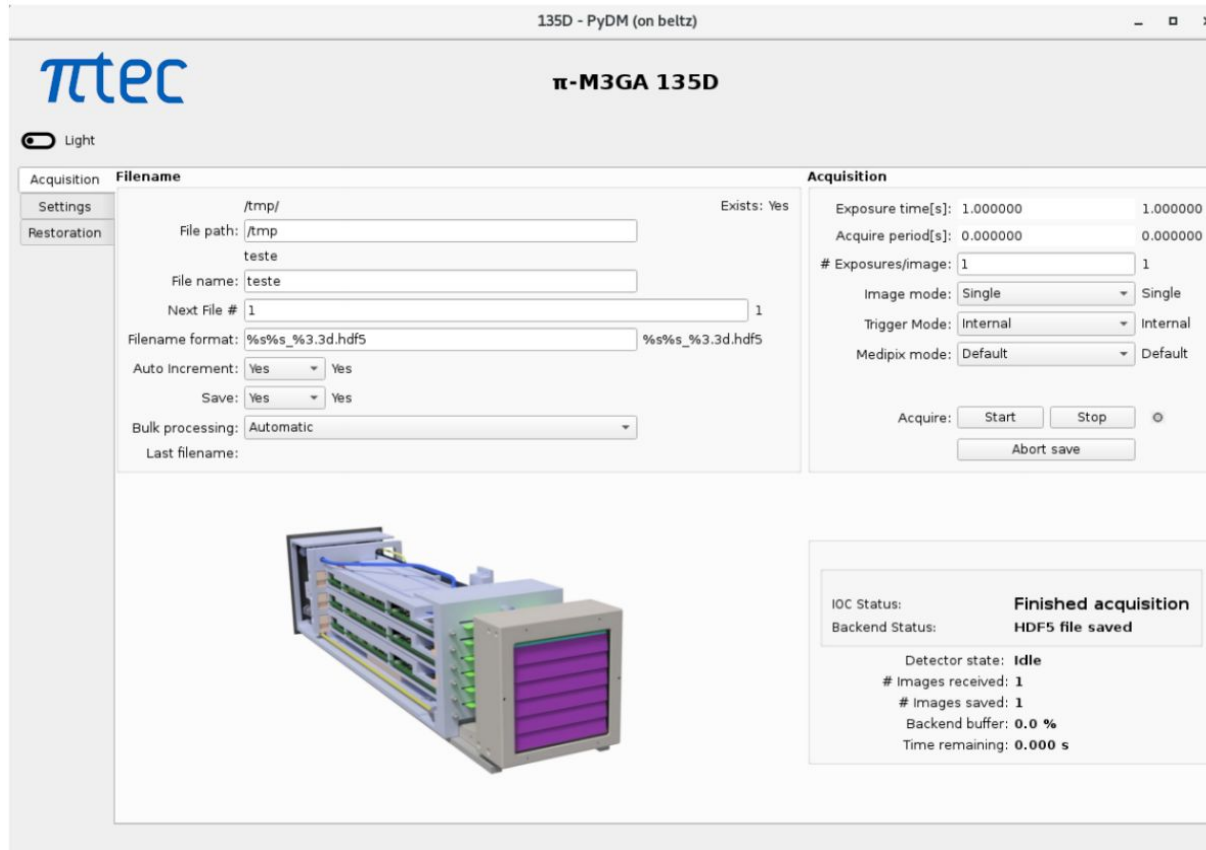 135D - PyDM (on beltz)
πtec
π-M3GA 135D
Light
Acquisition
Settings
Restoration
Filename
/tmp/ Exists: Yes
File path: /tmp
teste
File name: teste
Next File # 1 1
Filename format: %s%s_%3.3d.hdf5 %s%s_%3.3d.hdf5
Auto Increment: Yes Yes
Save: Yes Yes
Bulk processing: Automatic
Last filename:
Acquisition
Exposure time[s]: 1.000000 1.000000
Acquire period[s]: 0.000000 0.000000
# Exposures/image: 1 1
Image mode: Single Single
Trigger Mode: Internal Internal
Medipix mode: Default Default
Acquire: Start Stop
Abort save
IOC Status: Finished acquisition
Backend Status: HDF5 file saved
Detector state: Idle
# Images received: 1
# Images saved: 1
Backend buffer: 0.0 %
Time remaining: 0.000 s